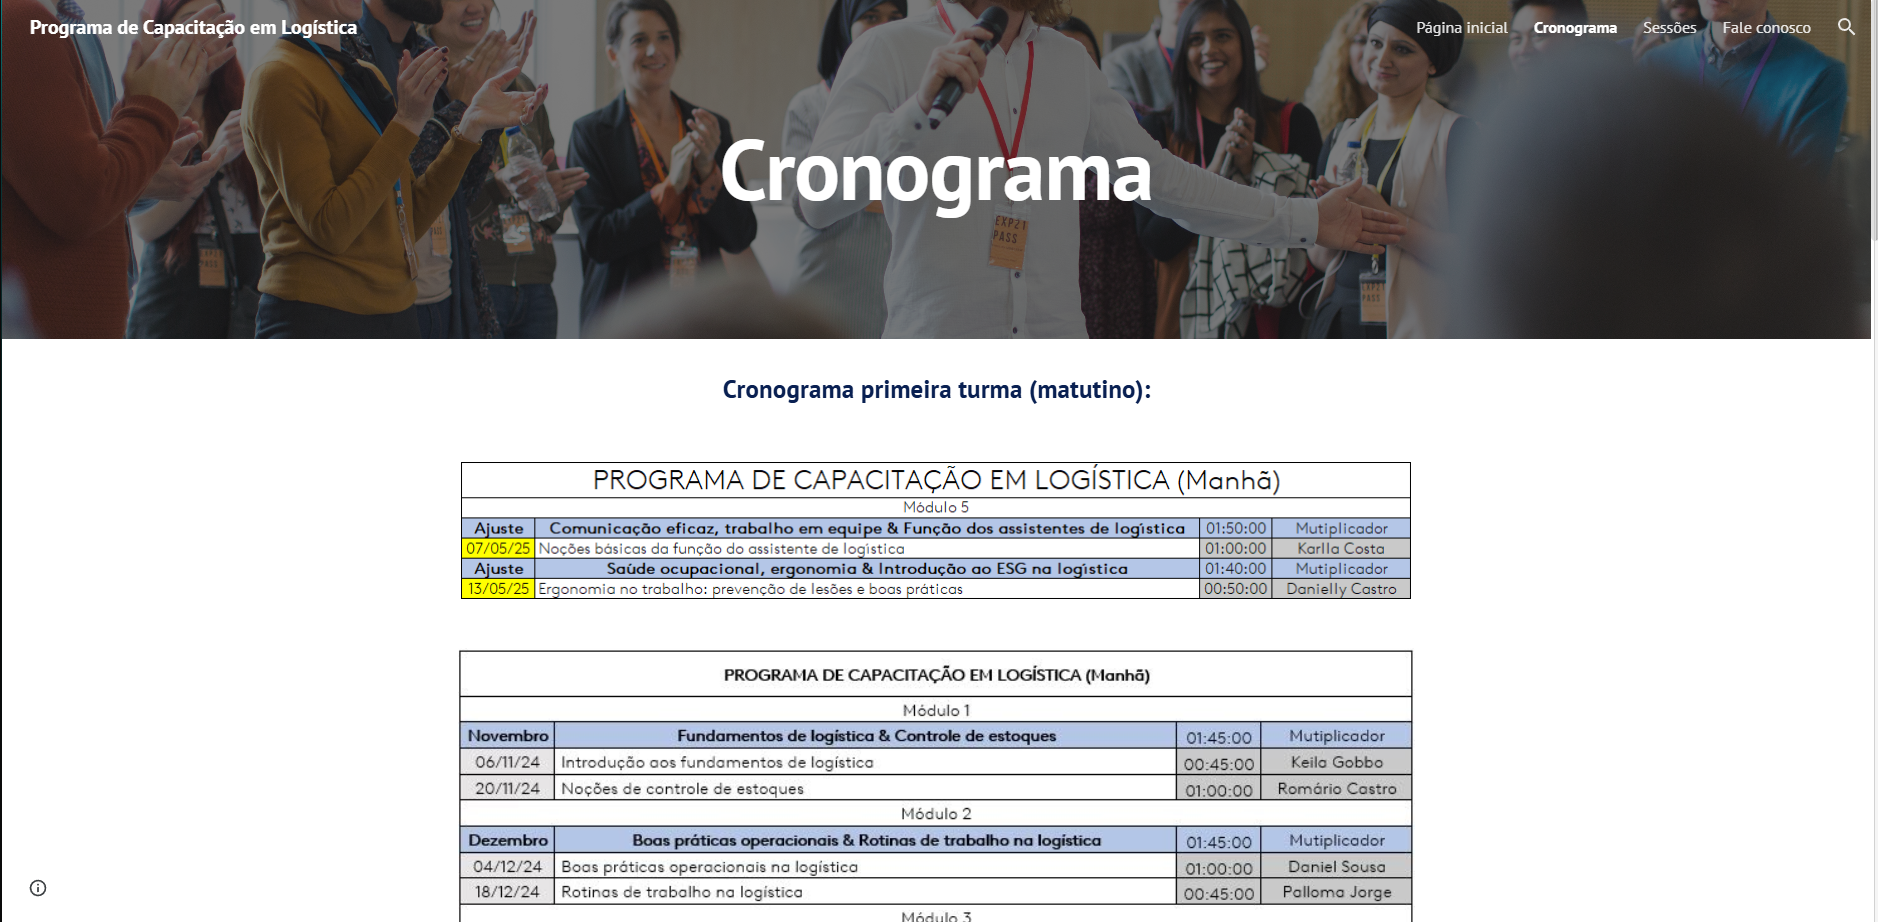 Programa de Capacitação em Logística
Página inicial Cronograma Sessões Fale conosco
Cronograma
EXP21
PASS
PASS
EXP21
PASS
Cronograma primeira turma (matutino):
PROGRAMA DE CAPACITAÇÃO EM LOGÍSTICA (Manhã)
Módulo 5
Ajuste Comunicação eficaz, trabalho em equipe & Função dos assistentes de logística 01:50:00 Mutiplicador
07/05/25 Noções básicas da função do assistente de logística 01:00:00 Karlla Costa
Ajuste Saúde ocupacional, ergonomia & Introdução ao ESG na logística 01:40:00 Mutiplicador
13/05/25 Ergonomia no trabalho: prevenção de lesões e boas práticas 00:50:00 Danielly Castro
PROGRAMA DE CAPACITAÇÃO EM LOGÍSTICA (Manhã)
Módulo 1
Novembro Fundamentos de logística & Controle de estoques 01:45:00 Mutiplicador
06/11/24 Introdução aos fundamentos de logística 00:45:00 Keila Gobbo
20/11/24 Noções de controle de estoques 01:00:00 Romário Castro
Módulo 2
Dezembro Boas práticas operacionais & Rotinas de trabalho na logística 01:45:00 Mutiplicador
04/12/24 Boas práticas operacionais na logística 01:00:00 Daniel Sousa
18/12/24 Rotinas de trabalho na logística 00:45:00 Palloma Jorge
Módulo 3